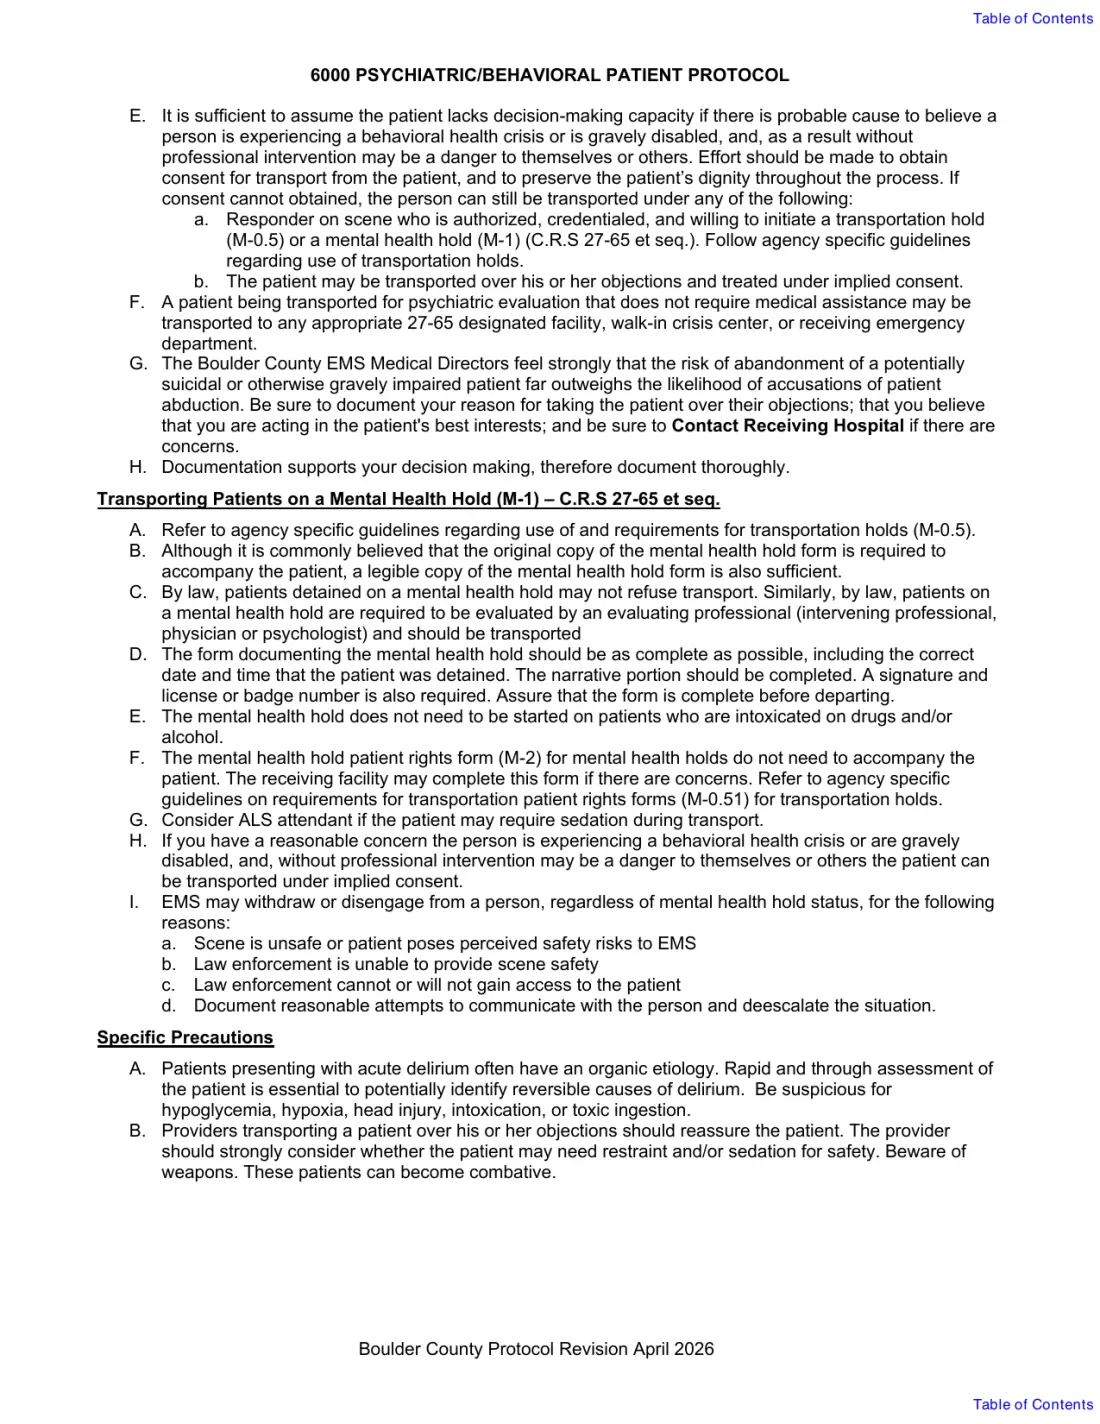 Table of Contents
6000 PSYCHIATRIC/BEHAVIORAL PATIENT PROTOCOL
E. It is sufficient to assume the patient lacks decision-making capacity if there is probable cause to believe a
person is experiencing a behavioral health crisis or is gravely disabled, and, as a result without
professional intervention may be a danger to themselves or others. Effort should be made to obtain
consent for transport from the patient, and to preserve the patient’s dignity throughout the process. If
consent cannot obtained, the person can still be transported under any of the following:
a. Responder on scene who is authorized, credentialed, and willing to initiate a transportation hold
(M-0.5) or a mental health hold (M-1) (C.R.S 27-65 et seq.). Follow agency specific guidelines
regarding use of transportation holds.
b. The patient may be transported over his or her objections and treated under implied consent.
F. A patient being transported for psychiatric evaluation that does not require medical assistance may be
transported to any appropriate 27-65 designated facility, walk-in crisis center, or receiving emergency
department.
G. The Boulder County EMS Medical Directors feel strongly that the risk of abandonment of a potentially
suicidal or otherwise gravely impaired patient far outweighs the likelihood of accusations of patient
abduction. Be sure to document your reason for taking the patient over their objections; that you believe
that you are acting in the patient's best interests; and be sure to Contact Receiving Hospital if there are
concerns.
H. Documentation supports your decision making, therefore document thoroughly.
Transporting Patients on a Mental Health Hold (M-1) – C.R.S 27-65 et seq.
A. Refer to agency specific guidelines regarding use of and requirements for transportation holds (M-0.5).
B. Although it is commonly believed that the original copy of the mental health hold form is required to
accompany the patient, a legible copy of the mental health hold form is also sufficient.
C. By law, patients detained on a mental health hold may not refuse transport. Similarly, by law, patients on
a mental health hold are required to be evaluated by an evaluating professional (intervening professional,
physician or psychologist) and should be transported
D. The form documenting the mental health hold should be as complete as possible, including the correct
date and time that the patient was detained. The narrative portion should be completed. A signature and
license or badge number is also required. Assure that the form is complete before departing.
E. The mental health hold does not need to be started on patients who are intoxicated on drugs and/or
alcohol.
F. The mental health hold patient rights form (M-2) for mental health holds do not need to accompany the
patient. The receiving facility may complete this form if there are concerns. Refer to agency specific
guidelines on requirements for transportation patient rights forms (M-0.51) for transportation holds.
G. Consider ALS attendant if the patient may require sedation during transport.
H. If you have a reasonable concern the person is experiencing a behavioral health crisis or are gravely
disabled, and, without professional intervention may be a danger to themselves or others the patient can
be transported under implied consent.
I. EMS may withdraw or disengage from a person, regardless of mental health hold status, for the following
reasons:
a. Scene is unsafe or patient poses perceived safety risks to EMS
b. Law enforcement is unable to provide scene safety
c. Law enforcement cannot or will not gain access to the patient
d. Document reasonable attempts to communicate with the person and deescalate the situation.
Specific Precautions
A. Patients presenting with acute delirium often have an organic etiology. Rapid and through assessment of
the patient is essential to potentially identify reversible causes of delirium.  Be suspicious for
hypoglycemia, hypoxia, head injury, intoxication, or toxic ingestion.
B. Providers transporting a patient over his or her objections should reassure the patient. The provider
should strongly consider whether the patient may need restraint and/or sedation for safety. Beware of
weapons. These patients can become combative.
Boulder County Protocol Revision April 2026
Table of Contents